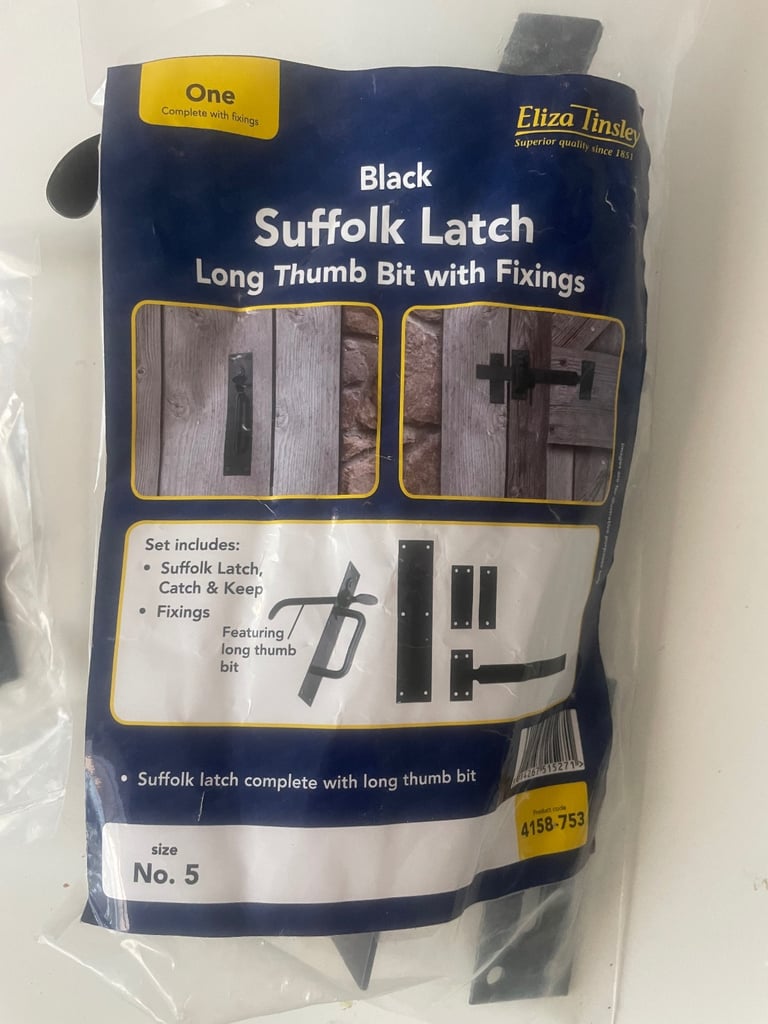 One
Complete with fixings
Eliza Tinsley
Superior quality since 1851
Black
Suffolk Latch
Long Thumb Bit with Fixings
Set includes:
• Suffolk Latch,
Catch & Keep
• Fixings
Featuring
long thumb
bit
• Suffolk latch complete with long thumb bit
515271
Product code
4158-753
size
No. 5